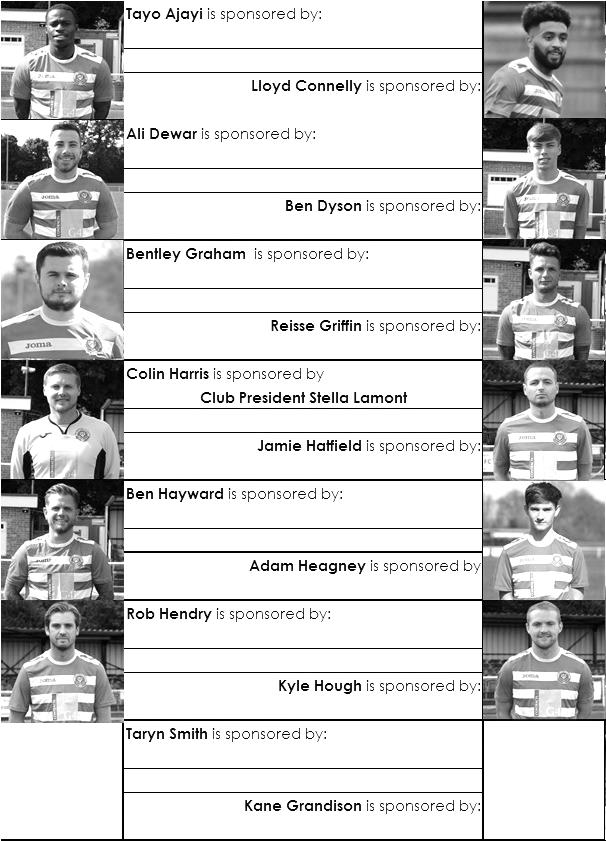 Tayo Ajayi is sponsored by:
Lloyd Connelly is sponsored by:
Ali Dewar is sponsored by:
Ben Dyson is sponsored by:
Bentley Graham  is sponsored by:
Reisse Griffin is sponsored by:
Colin Harris is sponsored by
Club President Stella Lamont
Jamie Hatfield is sponsored by:
Ben Hayward is sponsored by:
Adam Heagney is sponsored by
Rob Hendry is sponsored by:
Kyle Hough is sponsored by:
Taryn Smith is sponsored by:
Kane Grandison is sponsored by: